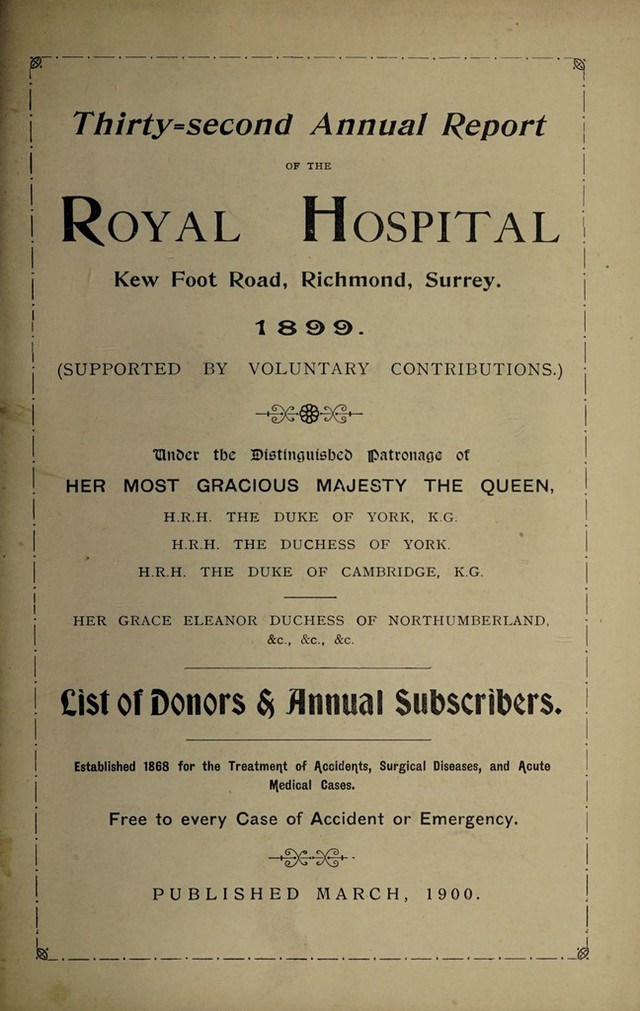 Thirty=second Annual Report
OF THE
ROYAL HOSPITAL
Kew Foot Road, Richmond, Surrey.
1899.
(SUPPORTED BY VOLUNTARY CONTRIBUTIONS.)
Under the Distinguished Patronage of
HER MOST GRACIOUS MAJESTY THE QUEEN,
H.R.H. THE DUKE OF YORK, K.G.
H.R.H. THE DUCHESS OF YORK.
H.R.H. THE DUKE OF CAMBRIDGE, K.G.
HER GRACE ELEANOR DUCHESS OF NORTHUMBERLAND,
&c., &c., &c.
List of Donors & Annual Subscribers.
Established 1868 for the Treatment of Accidents, Surgical Diseases, and Acute
Medical Cases.
Free to every Case of Accident or Emergency.
PUBLISHED MARCH, 1900.